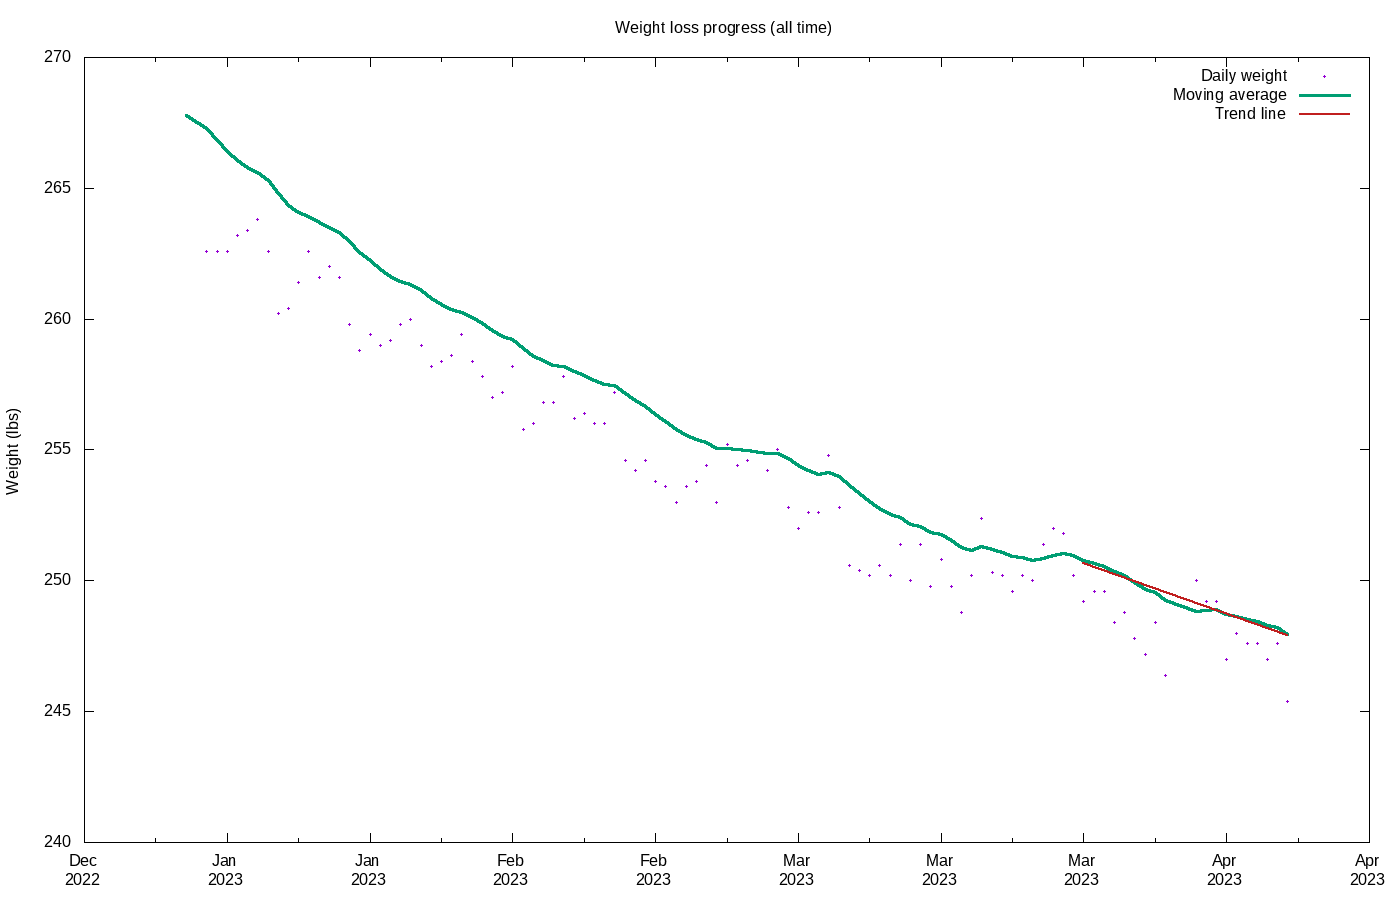 Weight loss progress (all time)
270
265
260
255
250
245
240
Weight (lbs)
Daily weight
Moving average
Trend line
Dec Jan Jan Feb Feb Mar Mar Mar Apr Apr
2022 2023 2023 2023 2023 2023 2023 2023 2023 2023